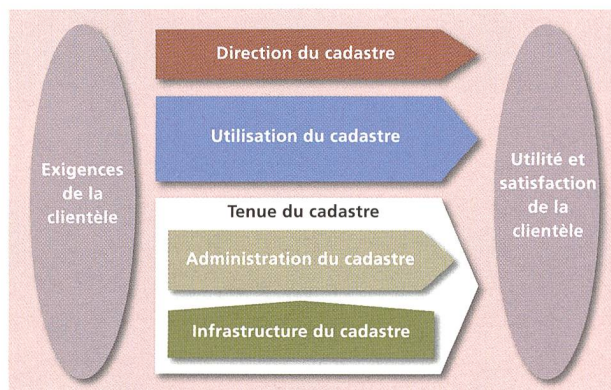 Direction du cadastre
Utilisation du cadastre
Exigences
de la
clientèle
Utilité et
satisfaction
de la
clientèle
Tenue du cadastre
Administration du cadastre
Infrastructure du cadastre